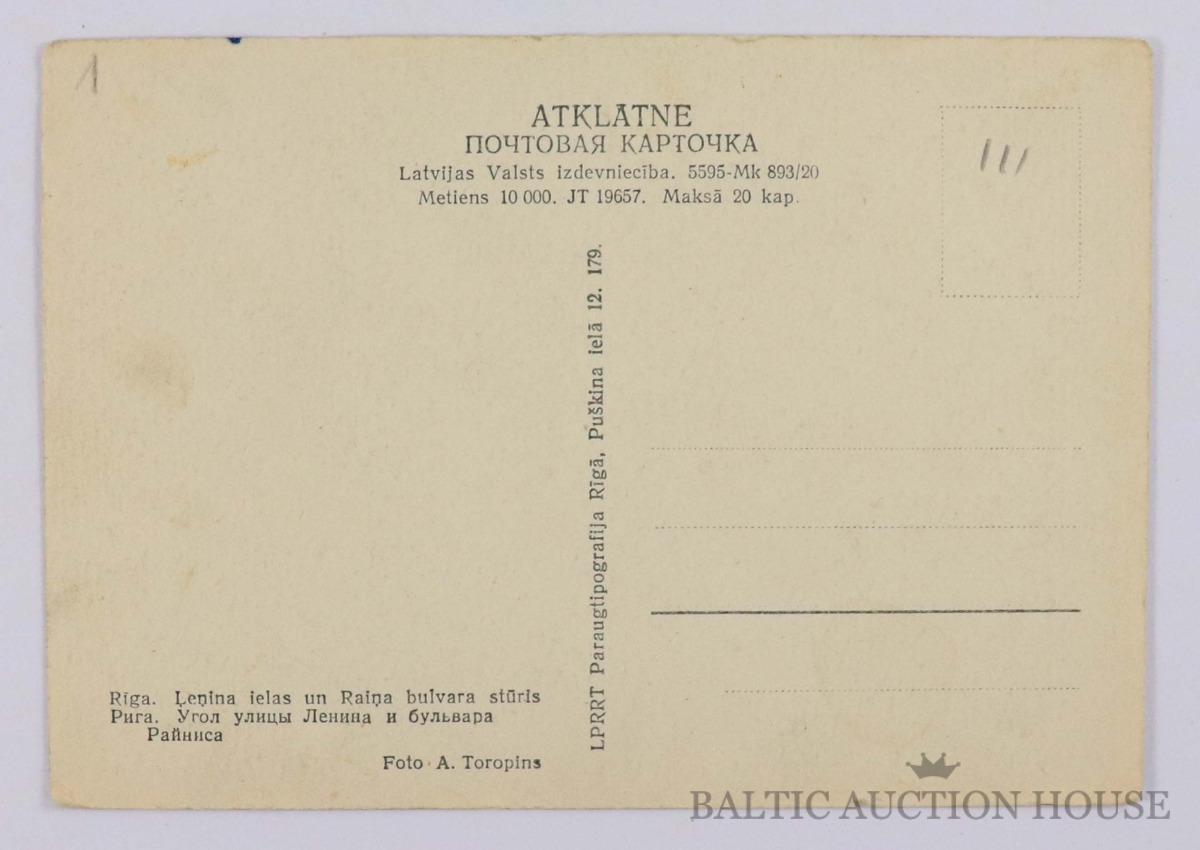 1
ATKLĀTNE
ПОЧТОВАЯ КАРТОЧКА
Latvijas Valsts izdevniecība. 5595-Mk 893/20
Metiens 10 000. JT 19657. Maksā 20 kap.
111
LPRRT Paraugtipografija Rīgā, Puškina ielā 12. 179.
Rīga. Ļeņina ielas un Raiņa bulvara stūris
Рига. Угол улицы Ленина и бульвара
Райниса
Foto A. Toropins
BALTIC AUCTION HOUSE